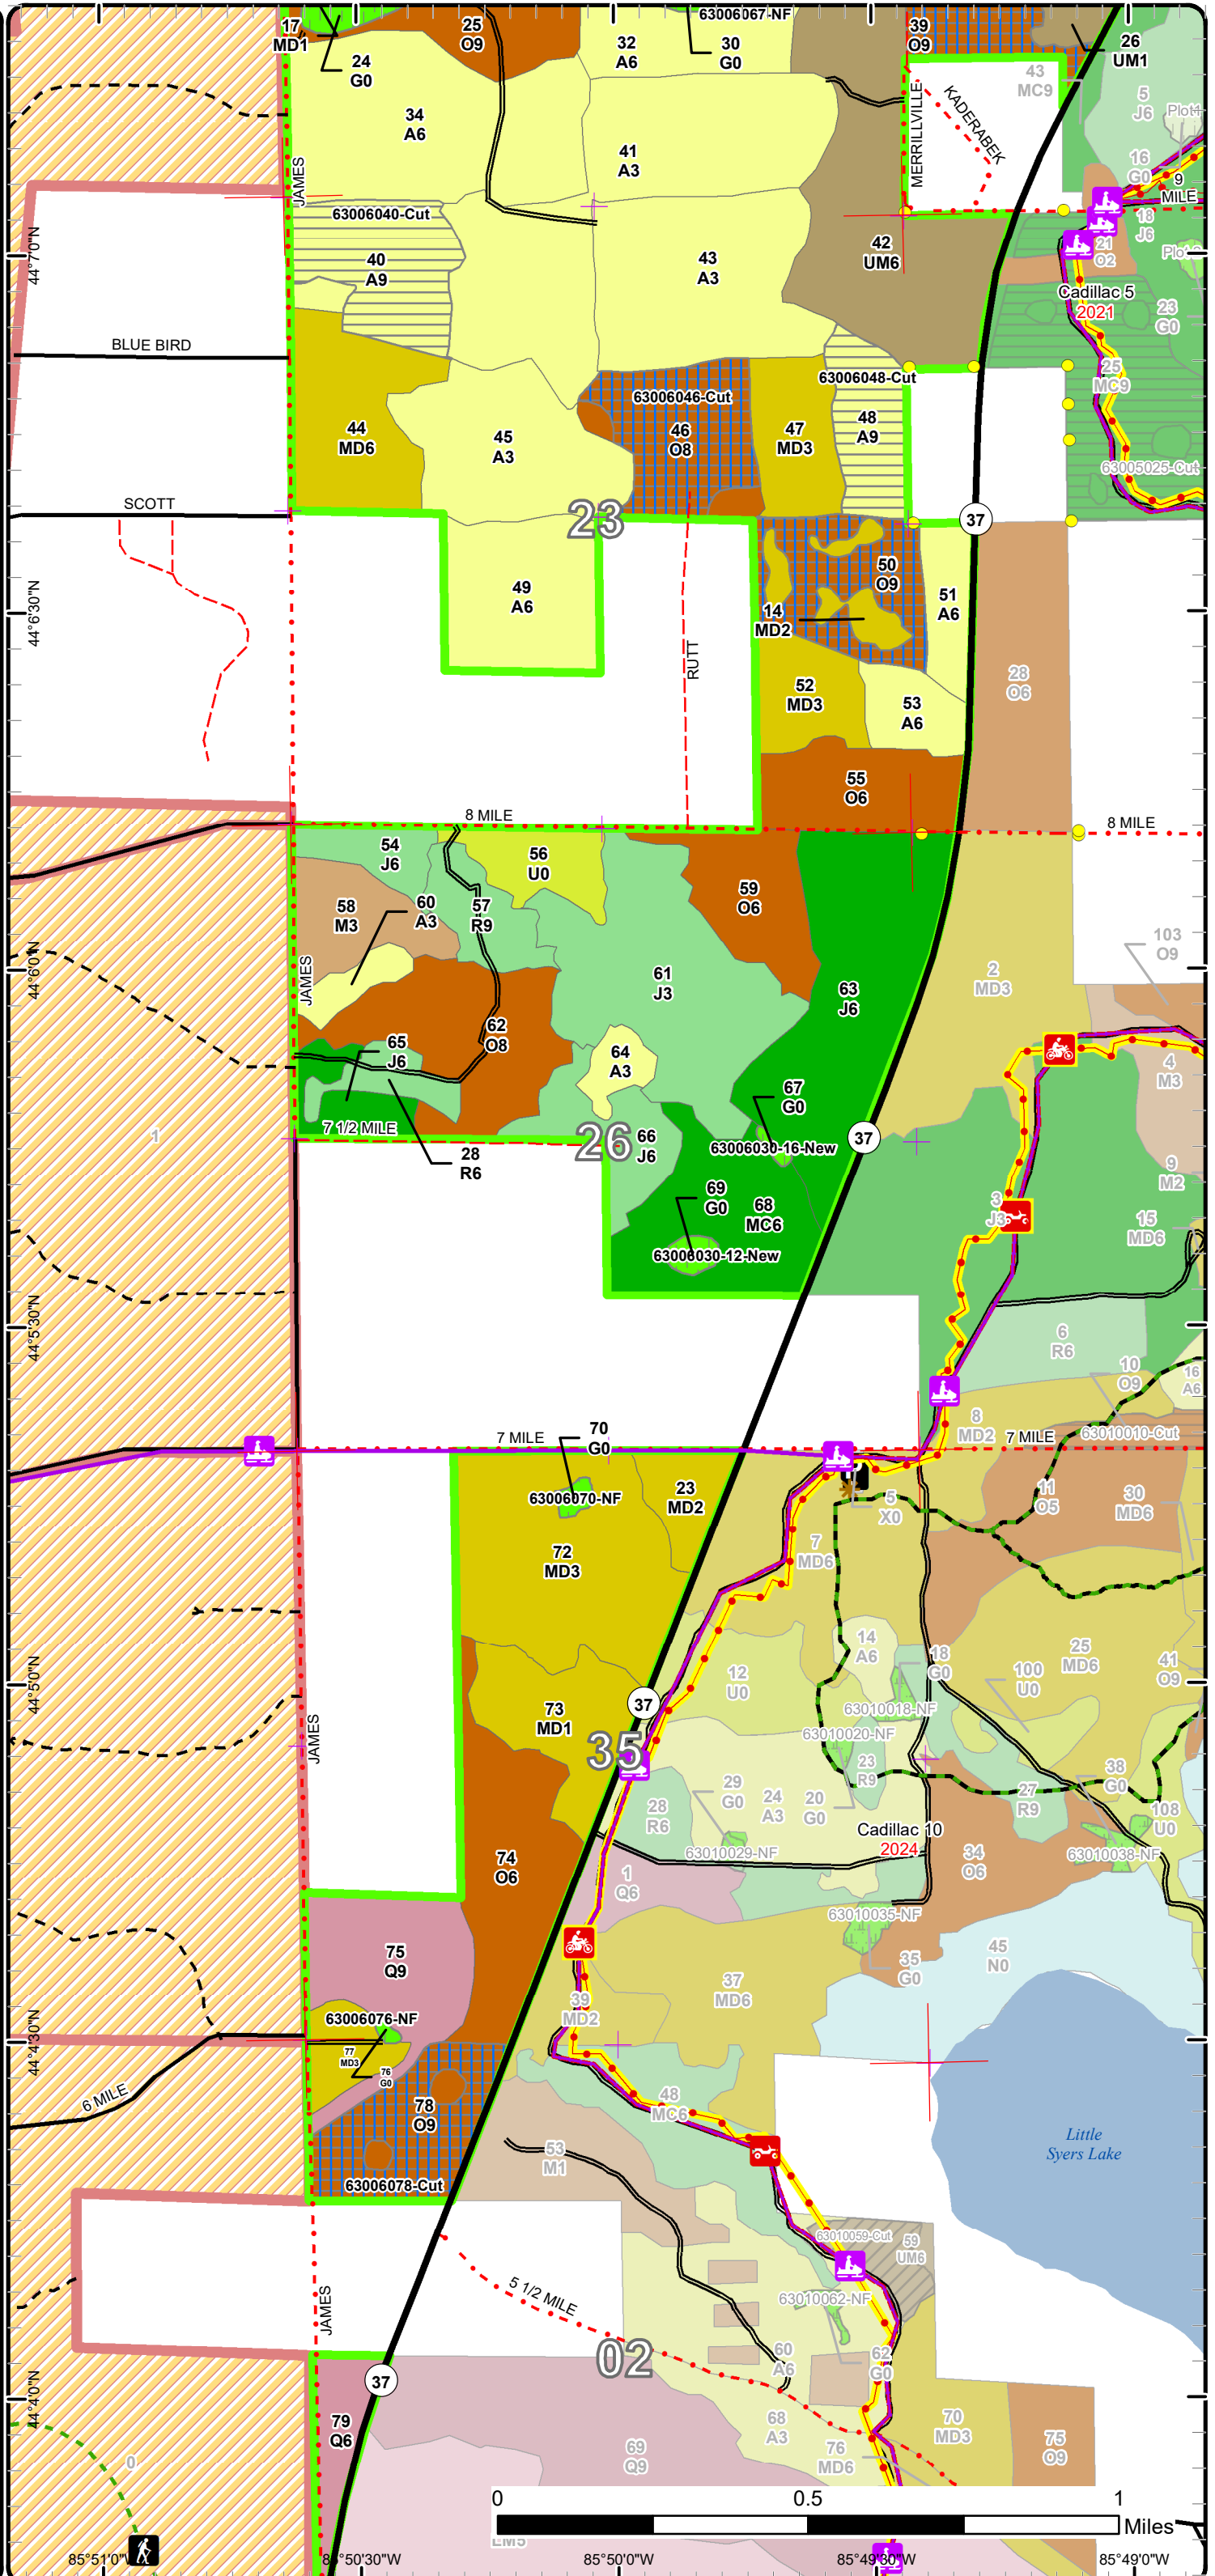 17
MD1
24
G0
25
O9
32
A6
63006067-NF
30
G0
39
O9
26
UM1
43
MC9
5
J6
Plot1
34
A6
41
A3
MERRILLVILLE
KADERABEK
16
G0
9
MILE
JAMES
63006040-Cut
18
J6
40
A9
43
A3
42
UM6
21
O2
Plot 2
44°7'0"N
Cadillac 5
2021
23
G0
BLUE BIRD
63006048-Cut
25
MC9
63006046-Cut
44
MD6
45
A3
46
O8
47
MD3
48
A9
63005025-Cut
SCOTT
23
37
49
A6
50
O9
51
A6
14
MD2
44°6'30"N
RUTT
52
MD3
53
A6
28
O6
55
O6
8 MILE
8 MILE
54
J6
56
U0
59
O6
58
M3
60
A3
57
R9
103
O9
44°6'0"N
JAMES
61
J3
63
J6
2
MD3
62
O8
65
J6
64
A3
4
M3
67
G0
7 1/2 MILE
26
66
J6
63006030-16-New
37
1
28
R6
9
M2
69
G0
68
MC6
3
J3
15
MD6
63006030-12-New
44°5'30"N
6
R6
10
O9
16
A6
8
MD2
63010010-Cut
7 MILE
70
G0
7 MILE
63006070-NF
23
MD2
5
X0
11
O5
30
MD6
72
MD3
7
MD6
14
A6
18
G0
25
MD6
41
O9
100
U0
12
U0
44°5'0"N
73
MD1
37
63010018-NF
JAMES
35
63010020-NF
23
R9
29
G0
24
A3
20
G0
28
R6
27
R9
38
G0
108
U0
Cadillac 10
2024
63010029-NF
63010038-NF
74
O6
34
O6
1
Q6
63010035-NF
75
Q9
35
G0
45
N0
37
MD6
39
MD2
63006076-NF
44°4'30"N
77
MD3
76
G0
6 MILE
78
O9
48
MC6
Little
Syers Lake
53
M1
63006078-Cut
63010059-Cut
59
UM6
JAMES
5 1/2 MILE
63010062-NF
02
60
A6
62
G0
37
44°4'0"N
79
Q6
68
A3
70
MD3
75
O9
0
69
Q9
76
MD6
0 0.5 1
Miles
LM5
85°51'0"W 85°50'30"W 85°50'0"W 85°49'30"W 85°49'0"W